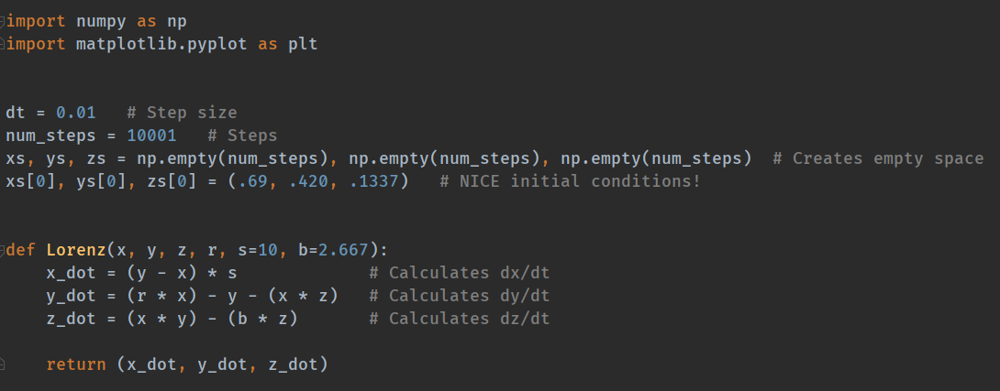 import numpy as np
import matplotlib.pyplot as plt
dt = 0.01   # Step size
num_steps = 10001   # Steps
xs, ys, zs = np.empty(num_steps), np.empty(num_steps), np.empty(num_steps)  # Creates empty space
xs[0], ys[0], zs[0] = (.69, .420, .1337)   # NICE initial conditions!
def Lorenz(x, y, z, r, s=10, b=2.667):
    x_dot = (y - x) * s             # Calculates dx/dt
    y_dot = (r * x) - y - (x * z)   # Calculates dy/dt
    z_dot = (x * y) - (b * z)       # Calculates dz/dt
    return (x_dot, y_dot, z_dot)